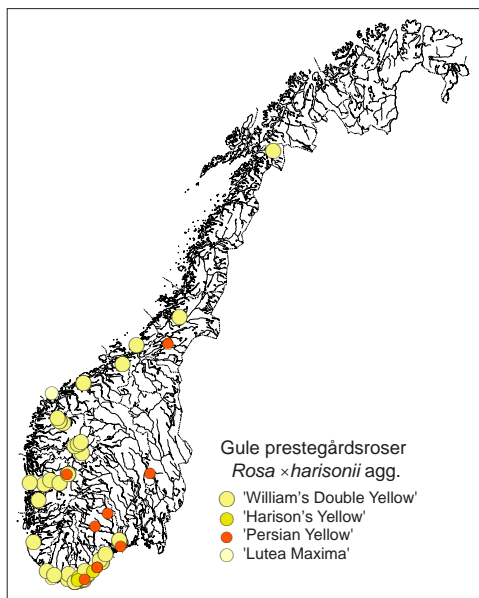 Gule prestegårdsroser
Rosa ×harisonii agg.
'William's Double Yellow'
'Harison's Yellow'
'Persian Yellow'
'Lutea Maxima'